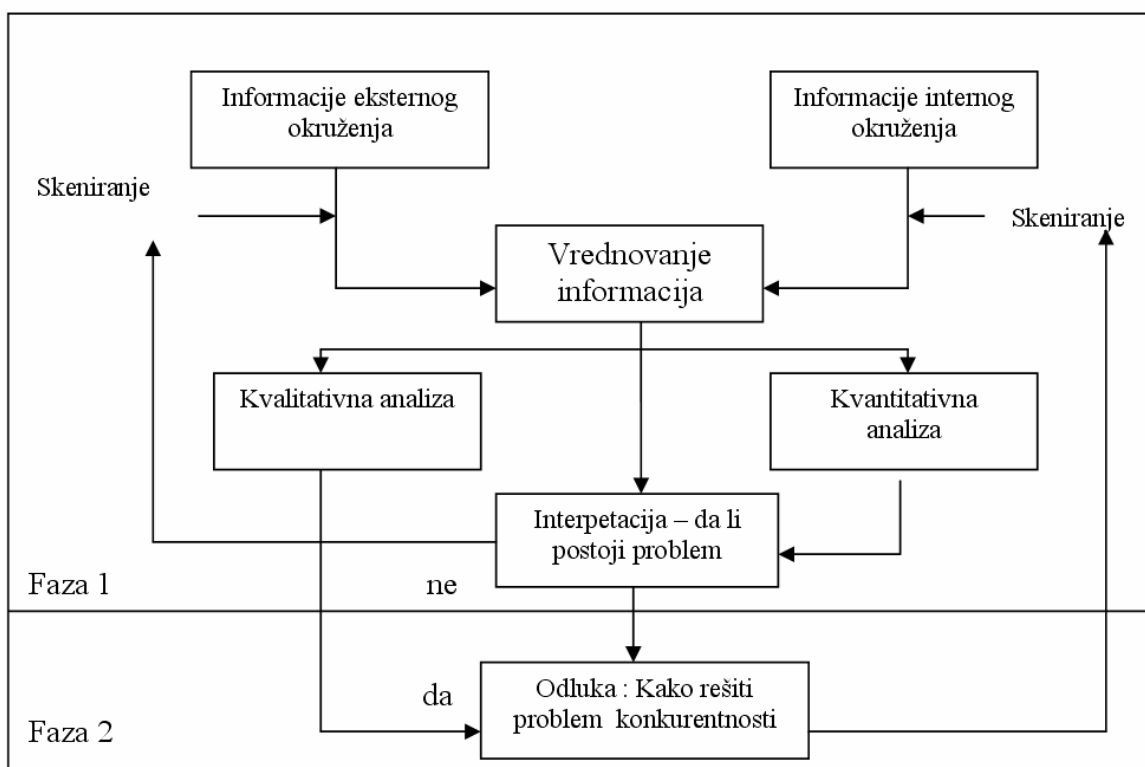 Informacije eksternog
okruženja
Informacije internog
okruženja
Skeniranje
Skeniranje
Vrednovanje
informacija
Kvalitativna analiza
Kvantitativna
analiza
Interpetacija – da li
postoji problem
Faza 1
ne
da
Odluka : Kako rešiti
problem konkurentnosti
Faza 2